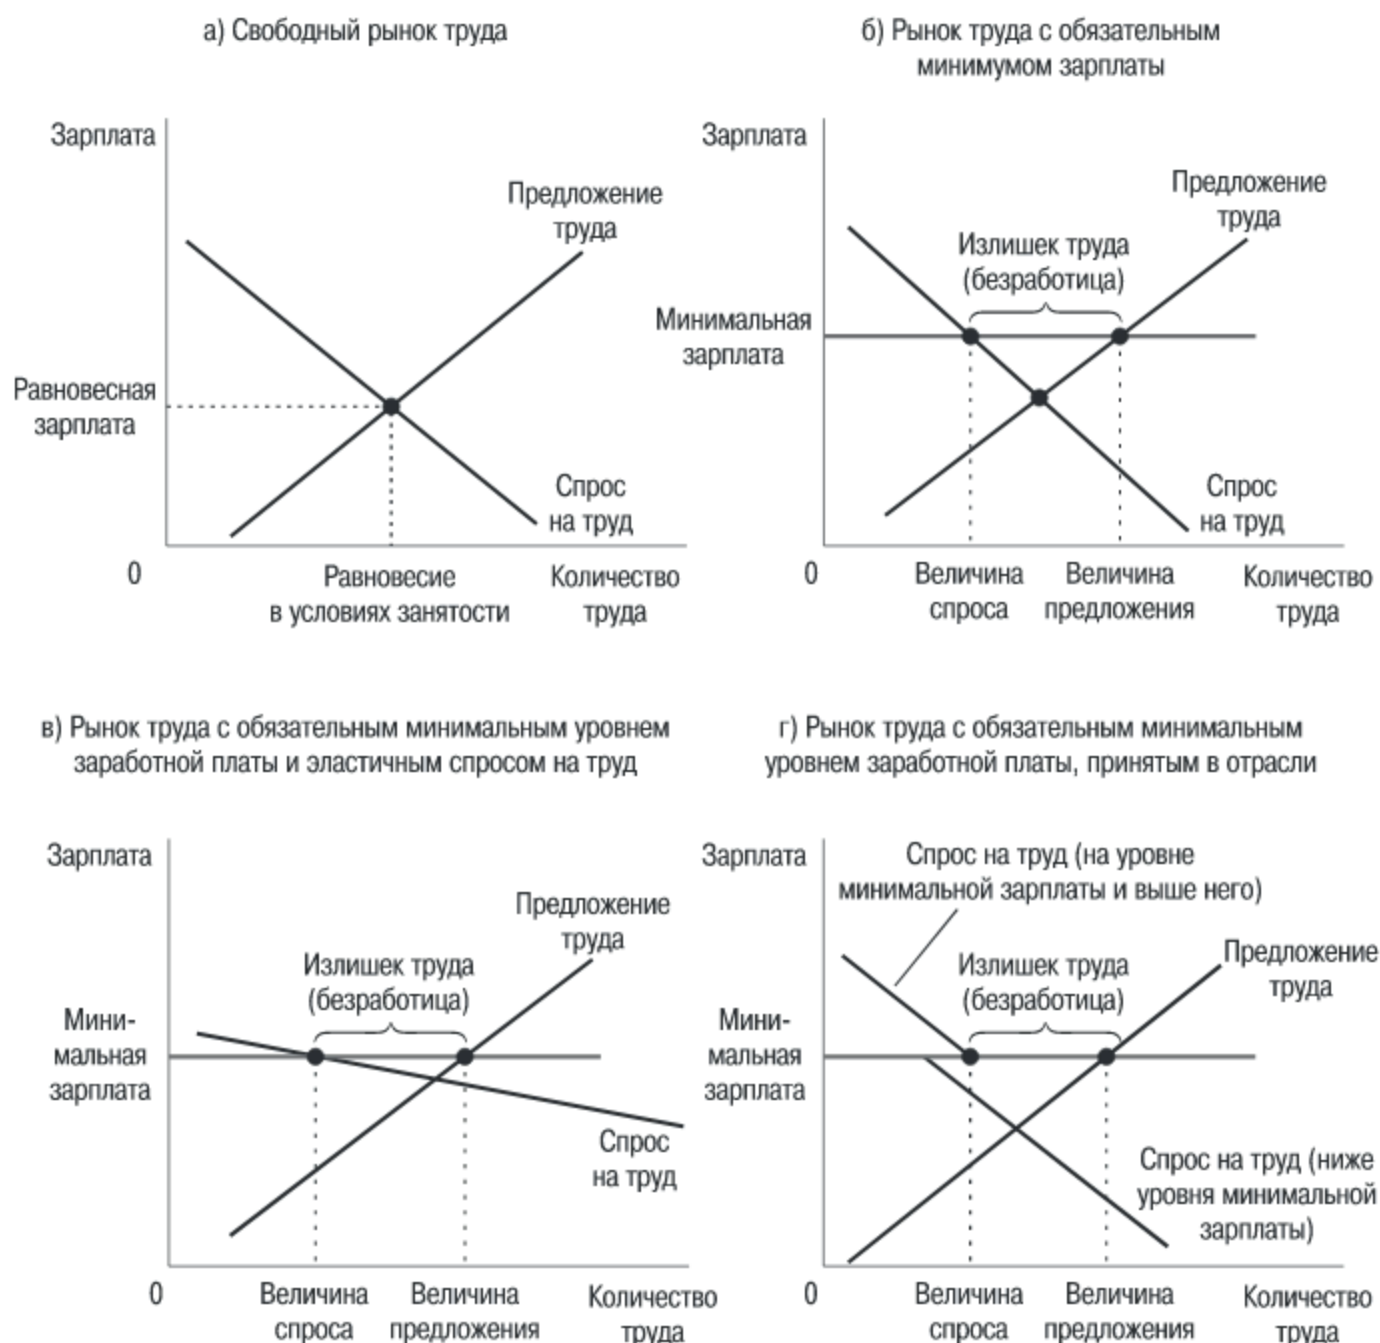 а) Свободный рынок труда
Зарплата
Предложение
труда
Равновесная
зарплата
Спрос
на труд
0
Равновесие
в условиях занятости
Количество
труда
б) Рынок труда с обязательным
минимумом зарплаты
Зарплата
Предложение
труда
Излишек труда
(безработица)
Минимальная
зарплата
Спрос
на труд
0
Величина
спроса
Величина
предложения
Количество
труда
в) Рынок труда с обязательным минимальным уровнем
заработной платы и эластичным спросом на труд
Зарплата
Предложение
труда
Излишек труда
(безработица)
Мини-
мальная
зарплата
Спрос
на труд
0
Величина
спроса
Величина
предложения
Количество
труда
г) Рынок труда с обязательным минимальным
уровнем заработной платы, принятым в отрасли
Зарплата
Спрос на труд (на уровне
минимальной зарплаты и выше него)
Предложение
труда
Излишек труда
(безработица)
Мини-
мальная
зарплата
Спрос на труд (ниже
уровня минимальной
зарплаты)
0
Величина
спроса
Величина
предложения
Количество
труда